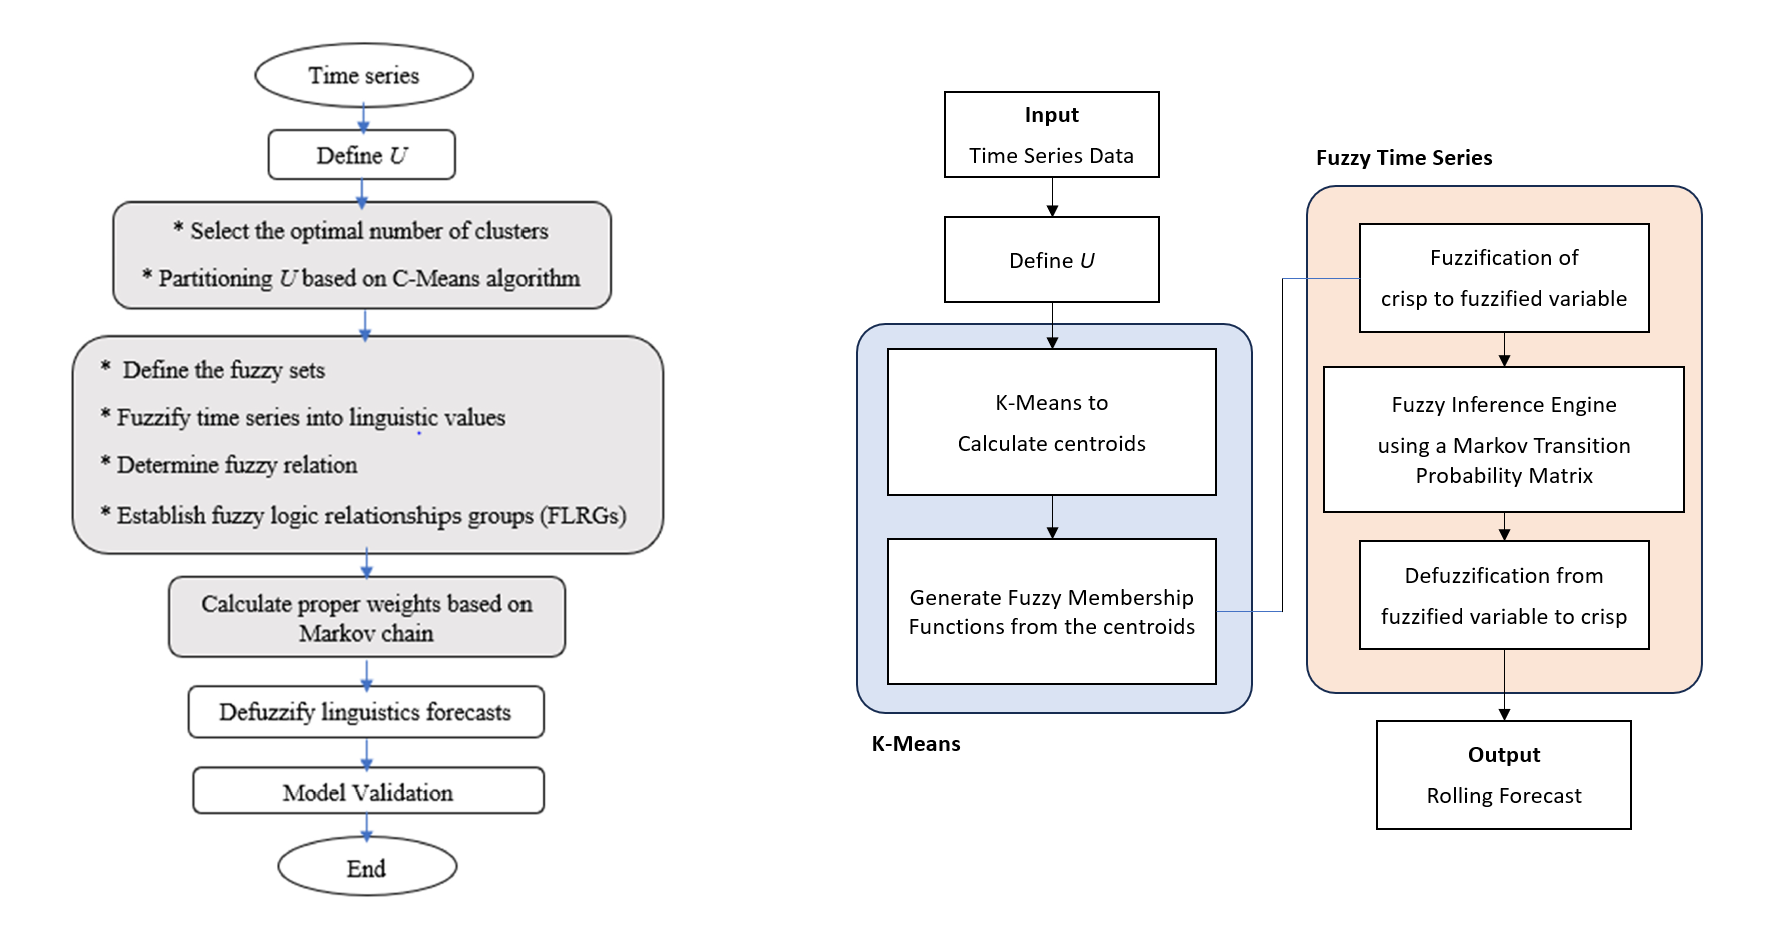 Time series
Define U
* Select the optimal number of clusters
* Partitioning U based on C-Means algorithm
* Define the fuzzy sets
* Fuzzify time series into linguistic values
* Determine fuzzy relation
* Establish fuzzy logic relationships groups (FLRGs)
Calculate proper weights based on
Markov chain
Defuzzify linguistics forecasts
Model Validation
End
Input
Time Series Data
Define U
K-Means to
Calculate centroids
Generate Fuzzy Membership
Functions from the centroids
K-Means
Fuzzy Time Series
Fuzzification of
crisp to fuzzified variable
Fuzzy Inference Engine
using a Markov Transition
Probability Matrix
Defuzzification from
fuzzified variable to crisp
Output
Rolling Forecast